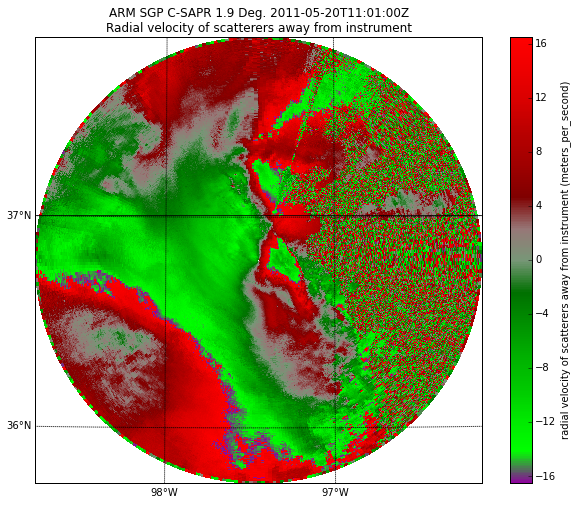 ARM SGP C-SAPR 1.9 Deg. 2011-05-20T11:01:00Z
Radial velocity of scatterers away from instrument
37°N
36°N
98°W
97°W
16
12
8
4
0
−4
−8
−12
−16
radial velocity of scatterers away from instrument (meters_per_second)